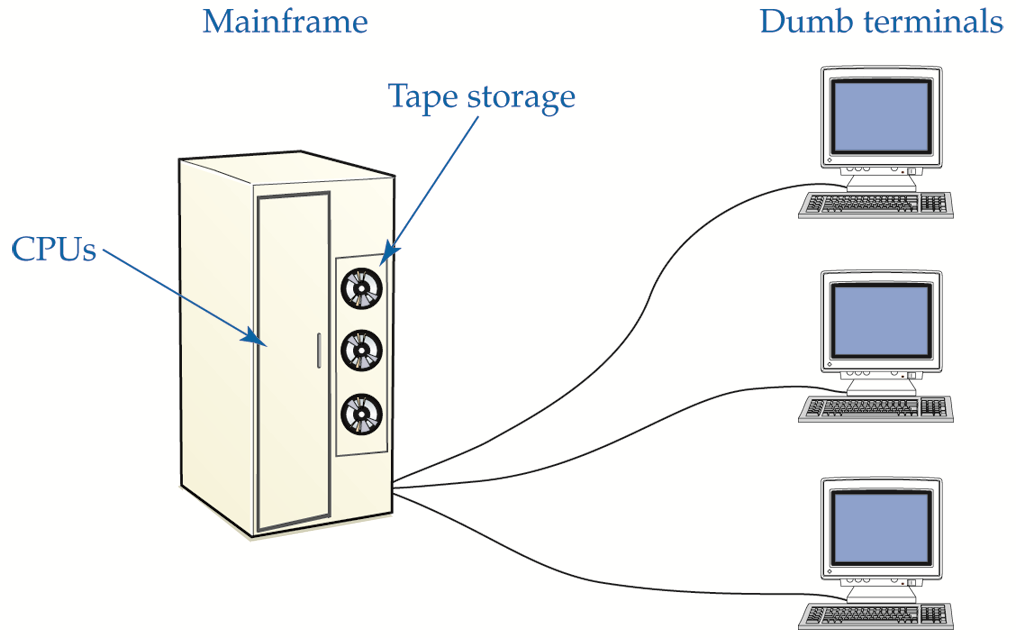 Mainframe
Dumb terminals
Tape storage
CPUs